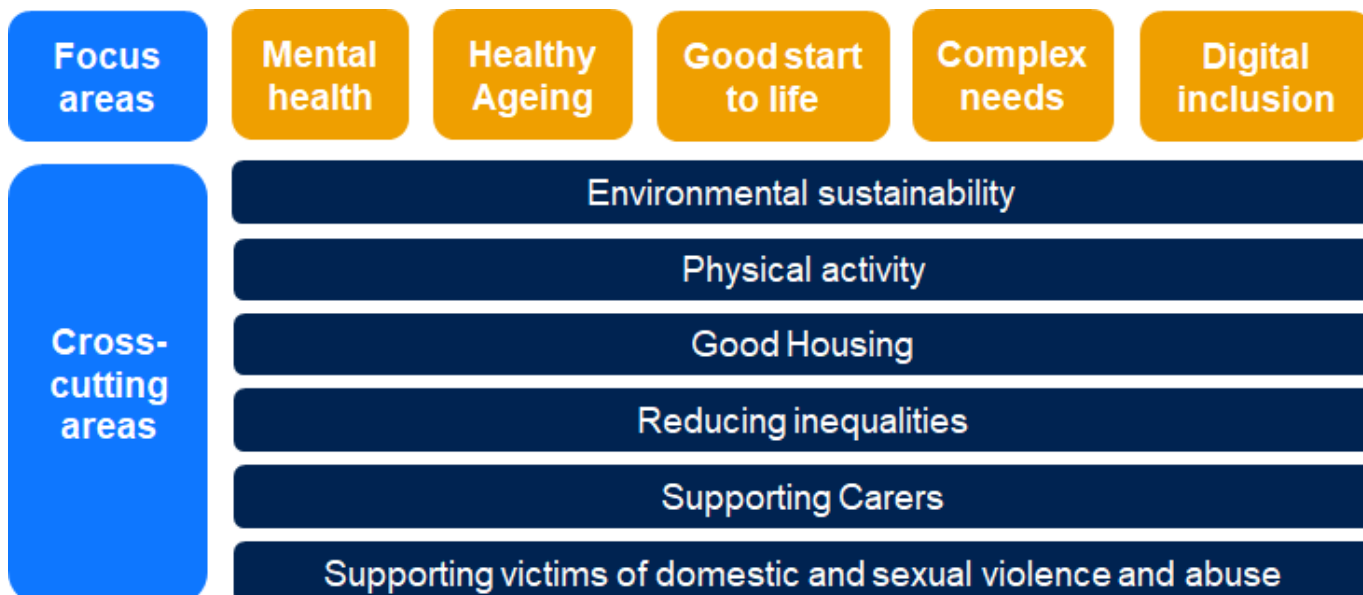 Focus
areas
Mental
health
Healthy
Ageing
Good start
to life
Complex
needs
Digital
inclusion
Cross-
cutting
areas
Environmental sustainability
Physical activity
Good Housing
Reducing inequalities
Supporting Carers
Supporting victims of domestic and sexual violence and abuse